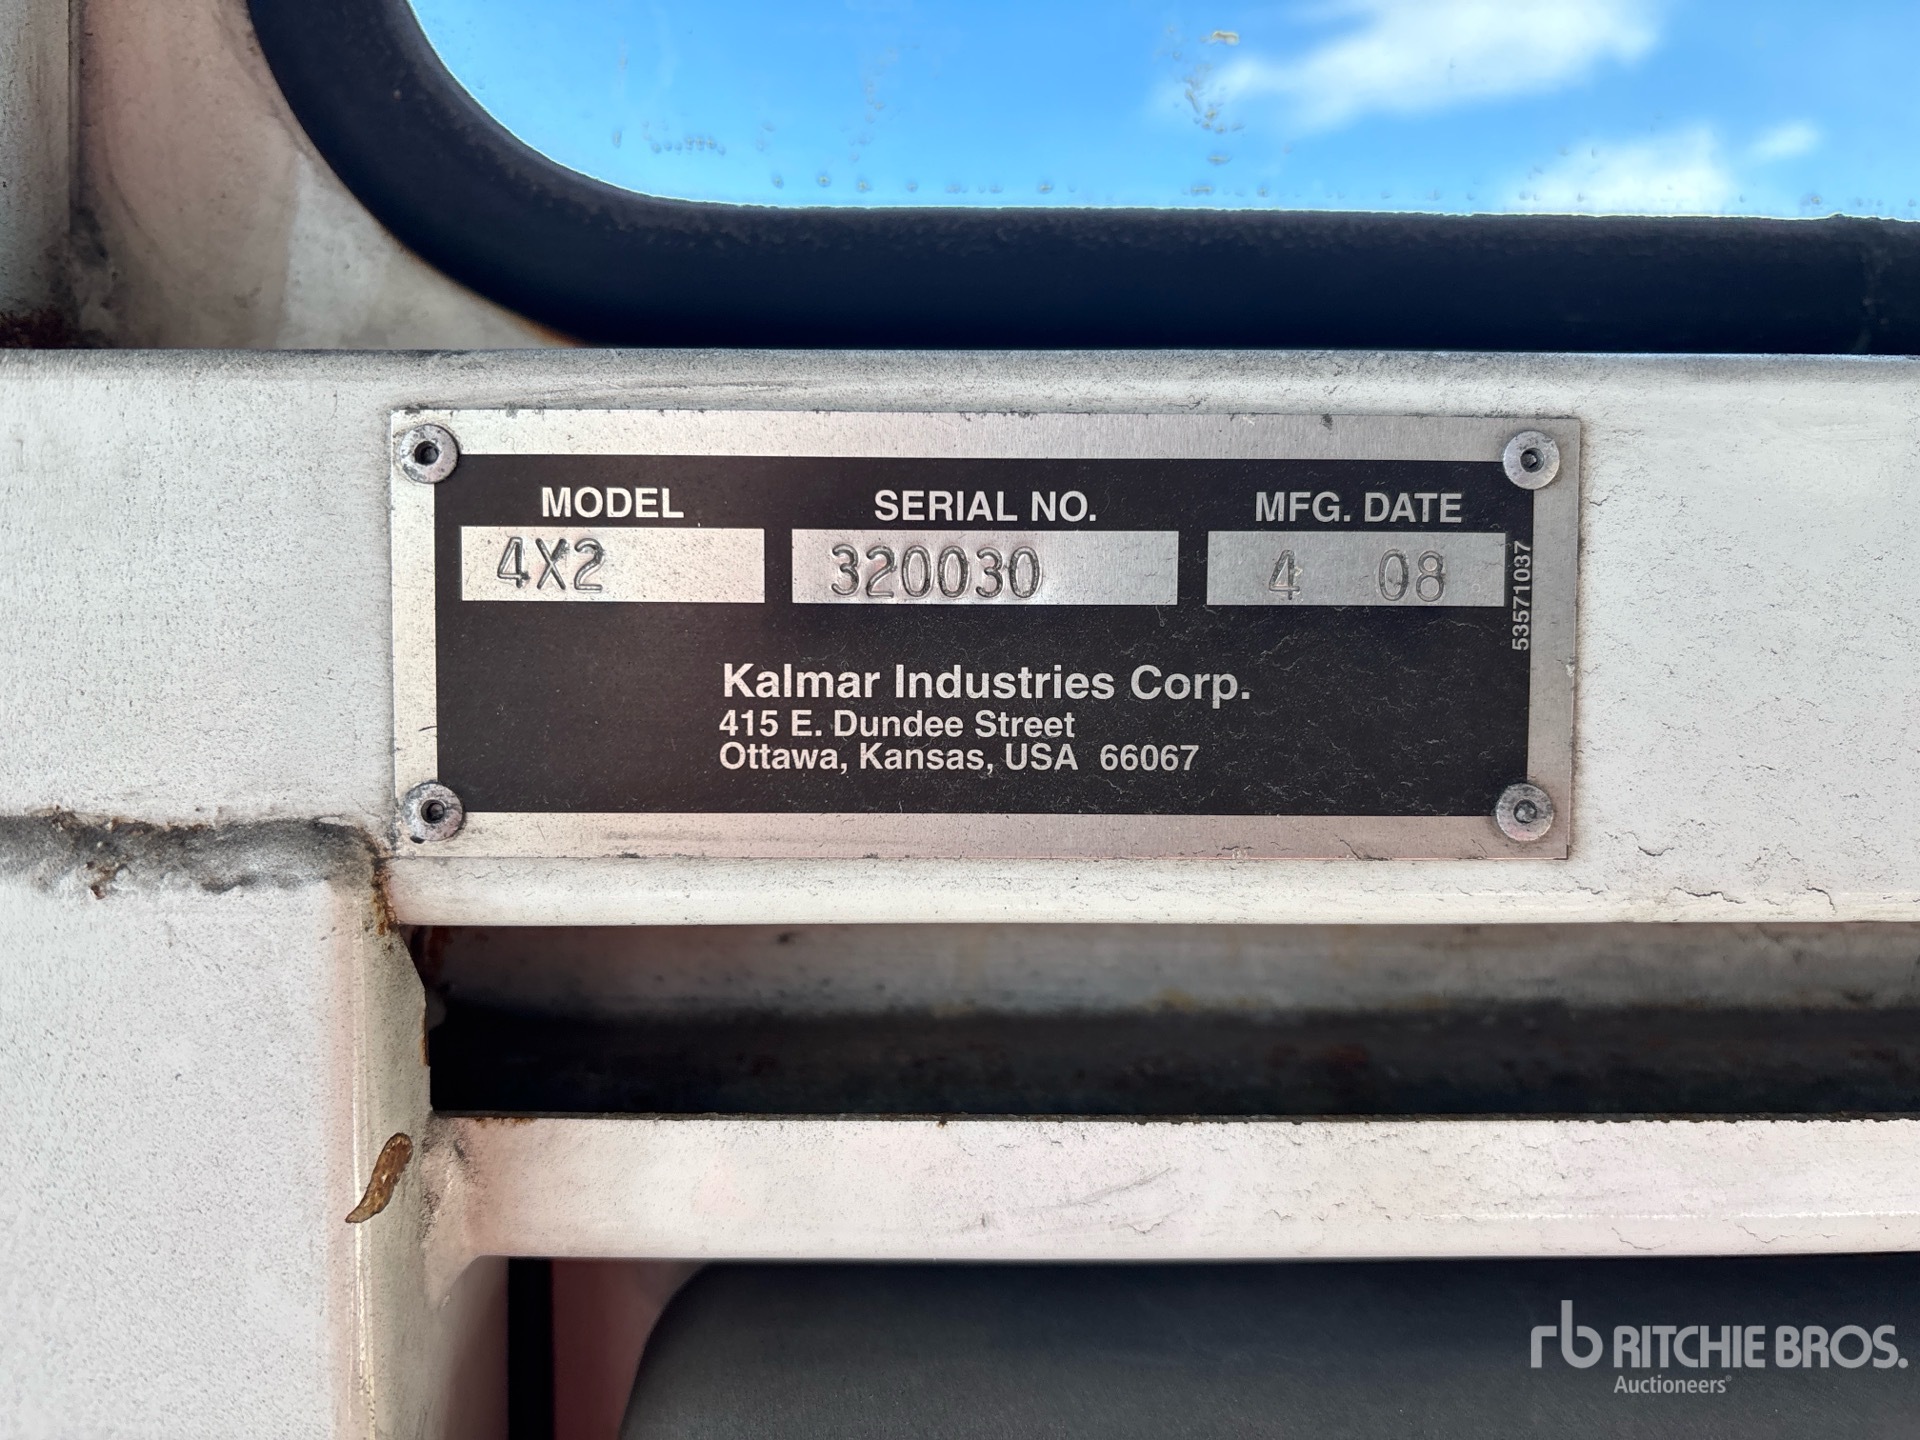 MODEL SERIAL NO. MFG. DATE
4X2 320030 4 08
53571037
Kalmar Industries Corp.
415 E. Dundee Street
Ottawa, Kansas, USA 66067
rb RITCHIE BROS.
Auctioneers®